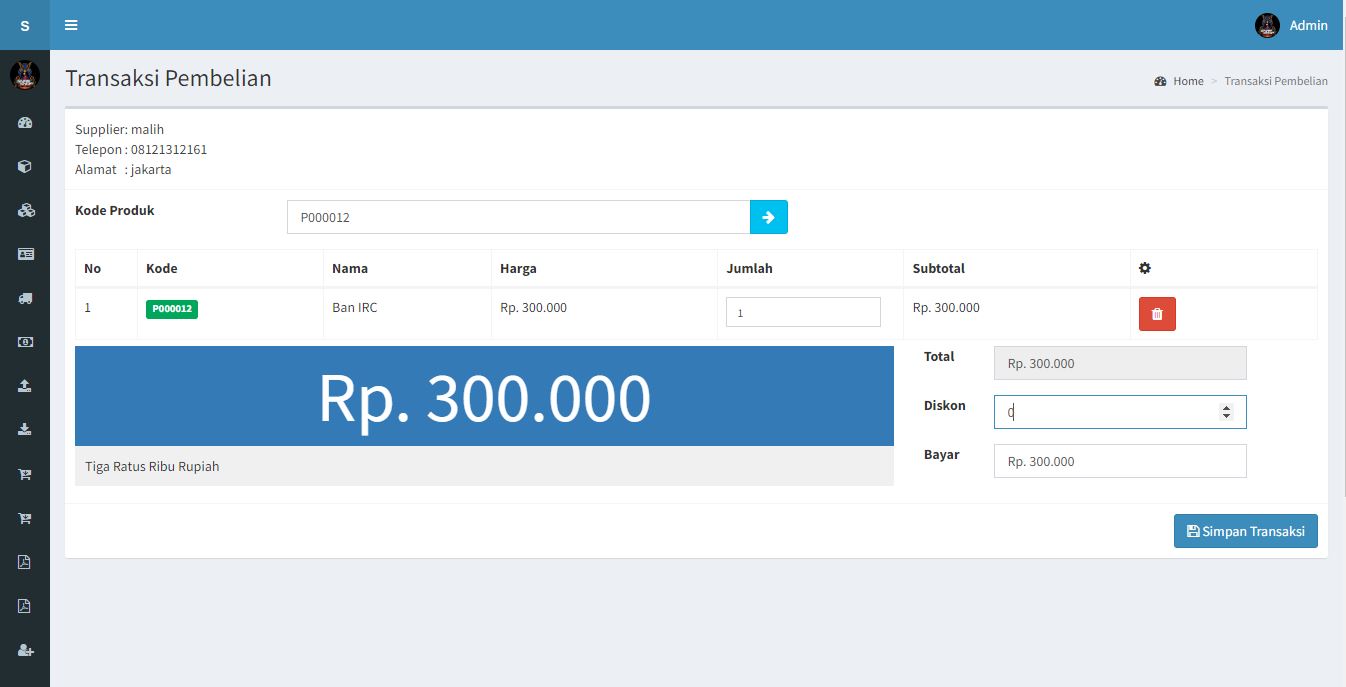 S
Admin
Transaksi Pembelian
Home > Transaksi Pembelian
Supplier: malih
Telepon : 08121312161
Alamat : jakarta
Kode Produk
P000012
No Kode Nama Harga Jumlah Subtotal
1 P000012 Ban IRC Rp. 300.000 1 Rp. 300.000
Rp. 300.000
Tiga Ratus Ribu Rupiah
Total Rp. 300.000
Diskon 0
Bayar Rp. 300.000
Simpan Transaksi